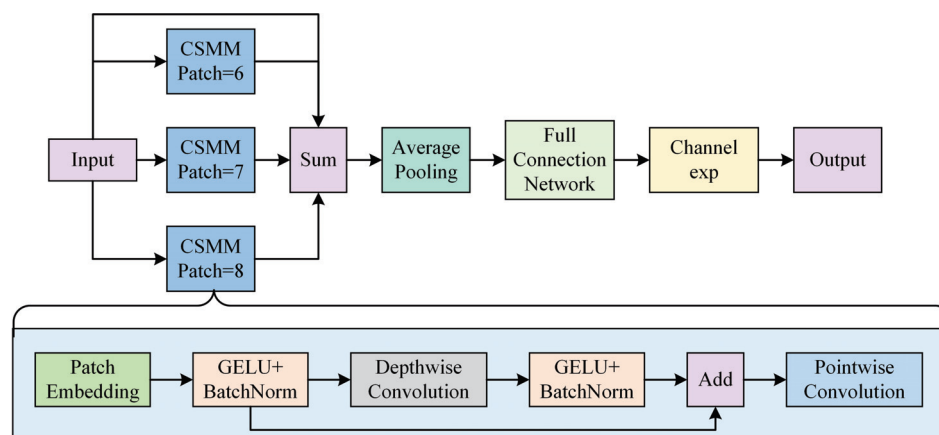 CSMM
Patch=6
Input
CSMM
Patch=7
Sum
Average
Pooling
Full
Connection
Network
Channel
exp
Output
CSMM
Patch=8
Patch
Embedding
GELU+
BatchNorm
Depthwise
Convolution
GELU+
BatchNorm
Add
Pointwise
Convolution